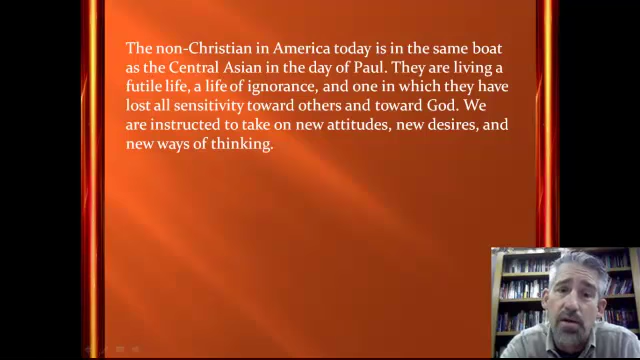 The non-Christian in America today is in the same boat
as the Central Asian in the day of Paul. They are living a
futile life, a life of ignorance, and one in which they have
lost all sensitivity toward others and toward God. We
are instructed to take on new attitudes, new desires, and
new ways of thinking.